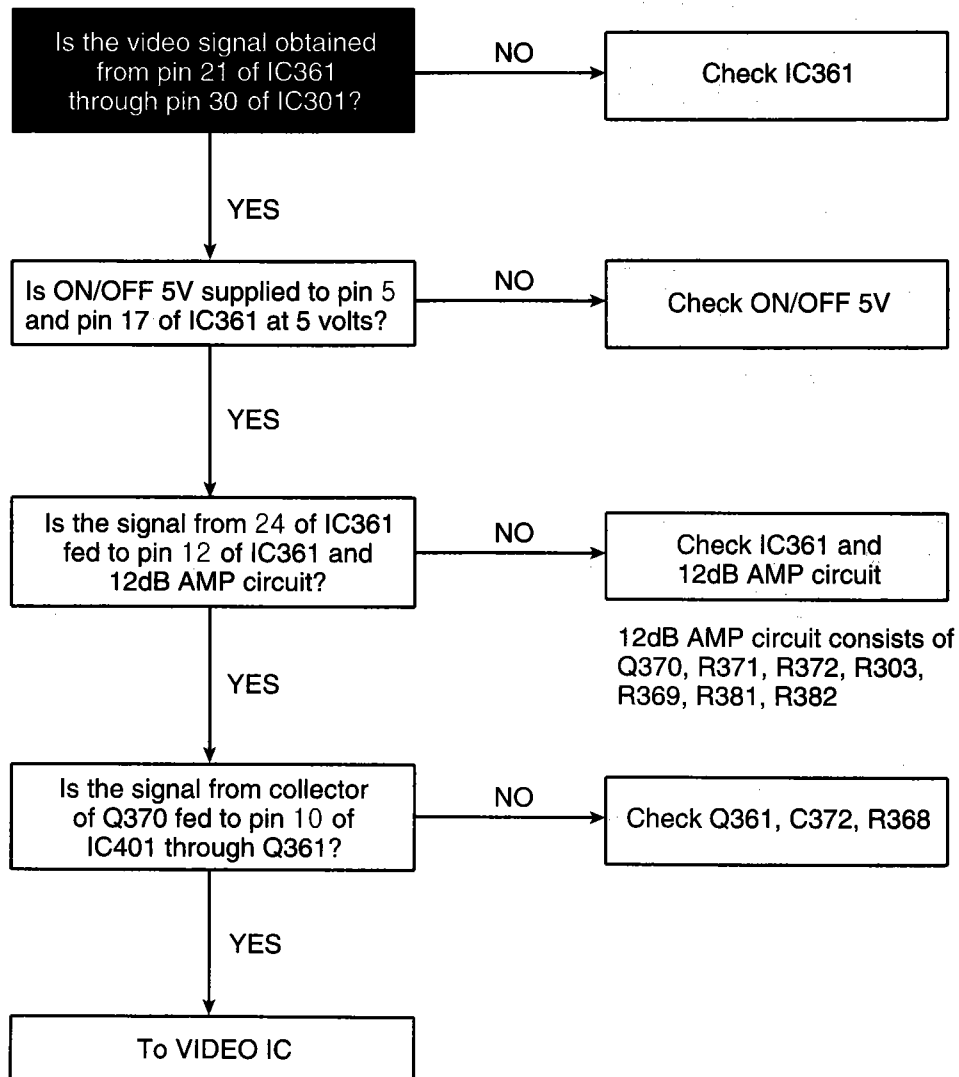 Is the video signal obtained
from pin 21 of IC361
through pin 30 of IC301?
NO
Check IC361
YES
Is ON/OFF 5V supplied to pin 5
and pin 17 of IC361 at 5 volts?
NO
Check ON/OFF 5V
YES
Is the signal from 24 of IC361
fed to pin 12 of IC361 and
12dB AMP circuit?
NO
Check IC361 and
12dB AMP circuit
12dB AMP circuit consists of
Q370, R371, R372, R303,
R369, R381, R382
YES
Is the signal from collector
of Q370 fed to pin 10 of
IC401 through Q361?
NO
Check Q361, C372, R368
YES
To VIDEO IC